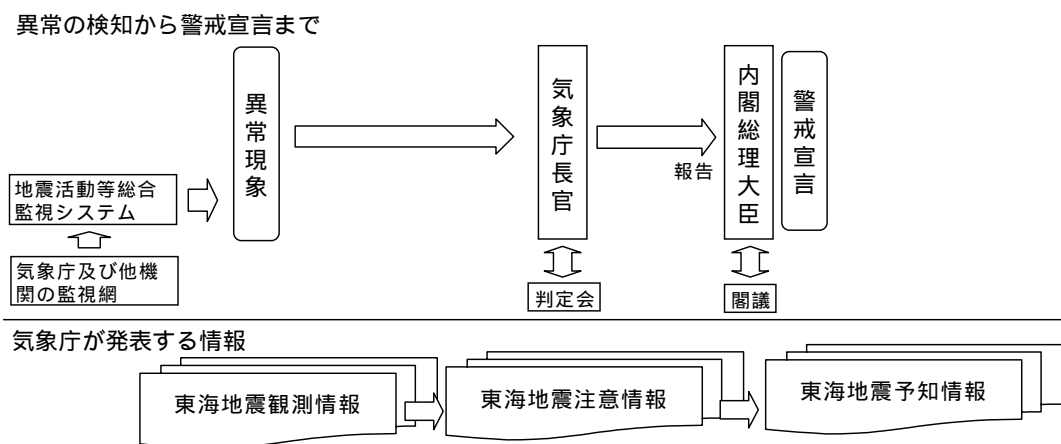 異常の検知から警戒宣言まで
地震活動等総合
監視システム
気象庁及び他機
関の監視網
異常現象
気象庁長官
判定会
報告
内閣総理大臣
閣議
警戒宣言
気象庁が発表する情報
東海地震観測情報
東海地震注意情報
東海地震予知情報